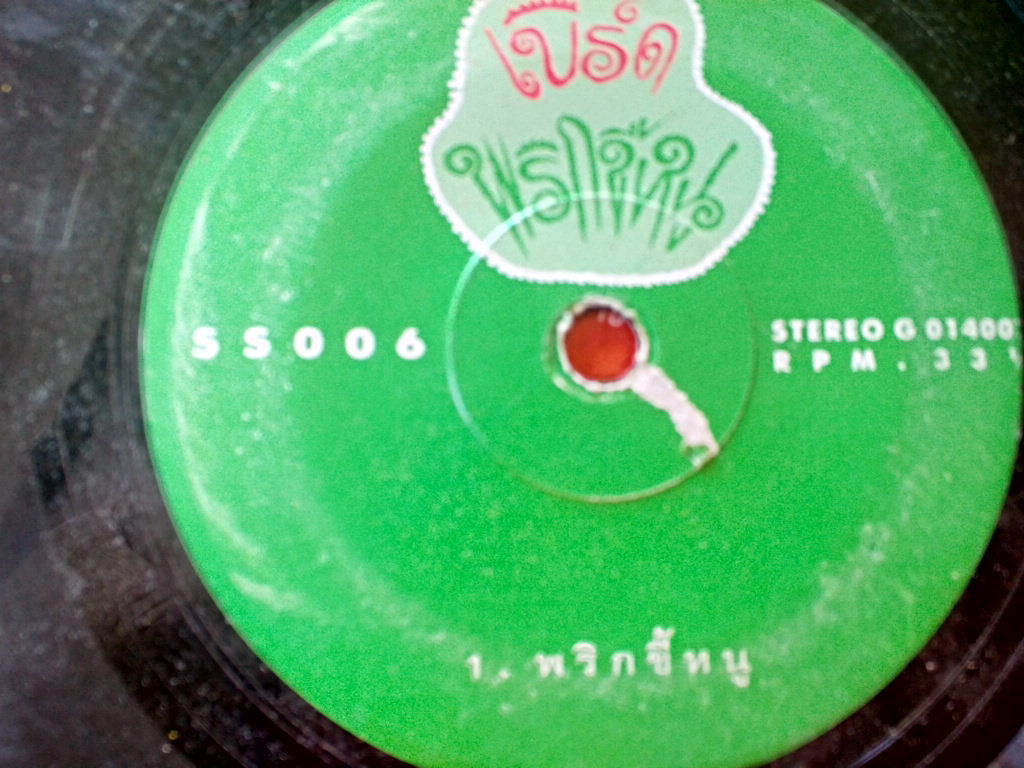 เบิร์ด
พริกขี้หนู
SS006
STEREO G 01400
RPM. 33
1. พริกขี้หนู